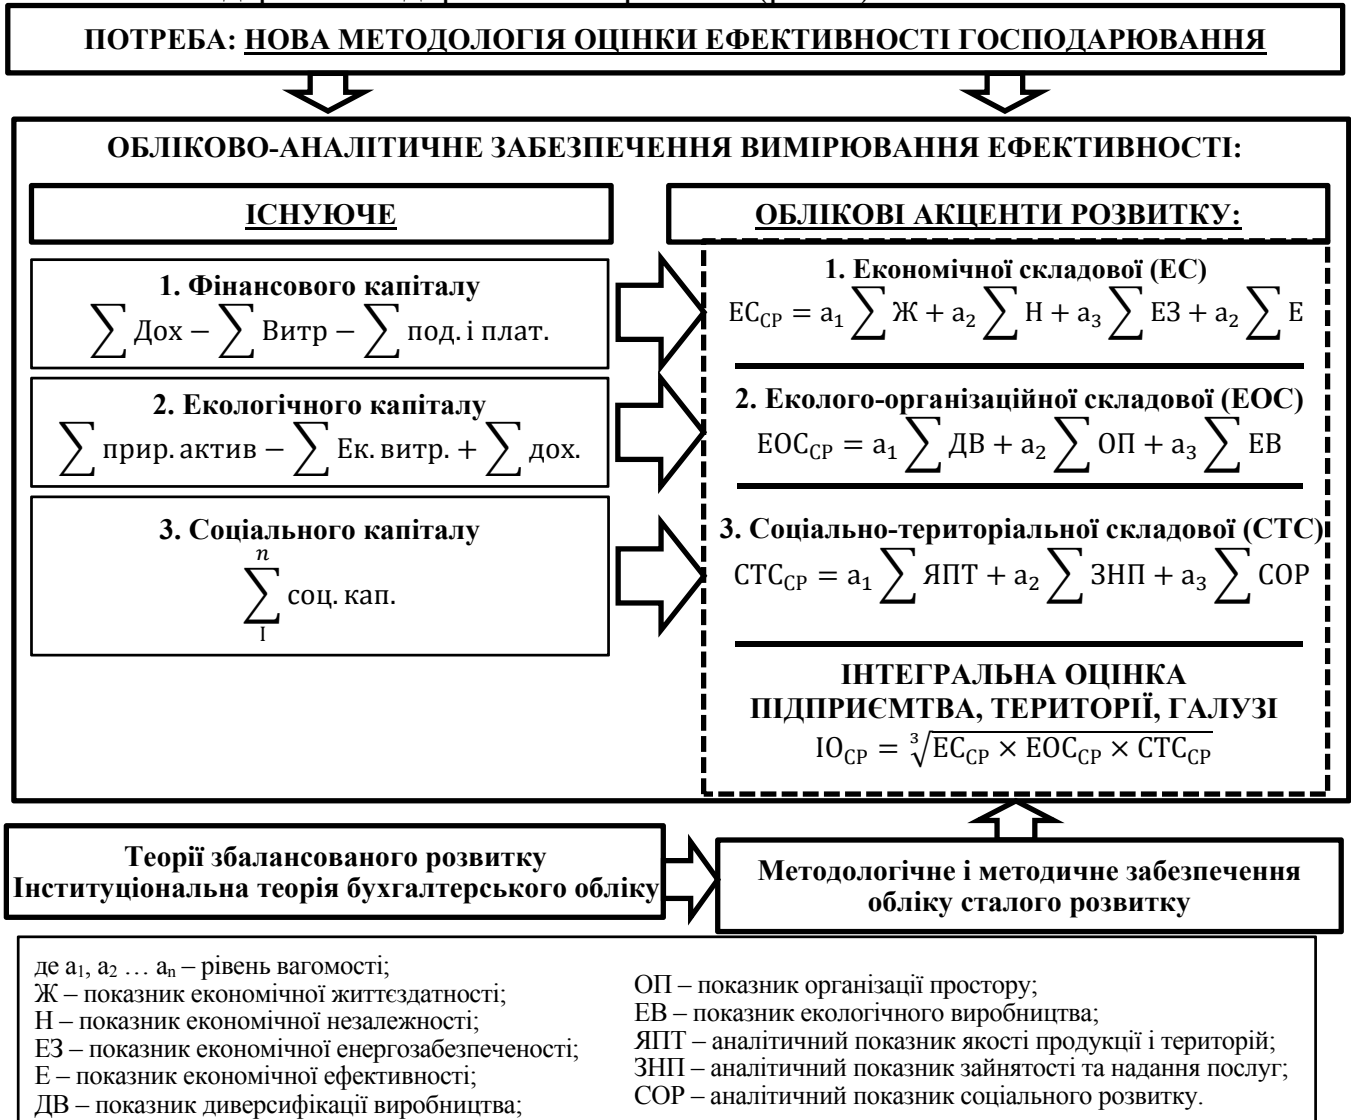 ПОТРЕБА: НОВА МЕТОДОЛОГІЯ ОЦІНКИ ЕФЕКТИВНОСТІ ГОСПОДАРЮВАННЯ
ОБЛІКОВО-АНАЛІТИЧНЕ ЗАБЕЗПЕЧЕННЯ ВИМІРЮВАННЯ ЕФЕКТИВНОСТІ:
ІСНУЮЧЕ
1. Фінансового капіталу
∑ Дох − ∑ Витр − ∑ под. і плат.
2. Екологічного капіталу
∑ прир. актив − ∑ Ек. витр. + ∑ дох.
3. Соціального капіталу
n
∑ соц. кап.
I
ОБЛІКОВІ АКЦЕНТИ РОЗВИТКУ:
1. Економічної складової (ЕС)
ЕС_СР = a₁ ∑ Ж + a₂ ∑ Н + a₃ ∑ ЕЗ + a₂ ∑ Е
2. Еколого-організаційної складової (ЕОС)
ЕОС_СР = a₁ ∑ ДВ + a₂ ∑ ОП + a₃ ∑ ЕВ
3. Соціально-територіальної складової (СТС)
СТС_СР = a₁ ∑ ЯПТ + a₂ ∑ ЗНП + a₃ ∑ СОР
ІНТЕГРАЛЬНА ОЦІНКА
ПІДПРИЄМТВА, ТЕРИТОРІЇ, ГАЛУЗІ
ІО_СР = ∛(ЕС_СР × ЕОС_СР × СТС_СР)
Теорії збалансованого розвитку
Інституціональна теорія бухгалтерського обліку
Методологічне і методичне забезпечення
обліку сталого розвитку
де a₁, a₂ … aₙ – рівень вагомості;
Ж – показник економічної життєздатності;
Н – показник економічної незалежності;
ЕЗ – показник економічної енергозабезпеченості;
Е – показник економічної ефективності;
ДВ – показник диверсифікації виробництва;
ОП – показник організації простору;
ЕВ – показник екологічного виробництва;
ЯПТ – аналітичний показник якості продукції і територій;
ЗНП – аналітичний показник зайнятості та надання послуг;
СОР – аналітичний показник соціального розвитку.